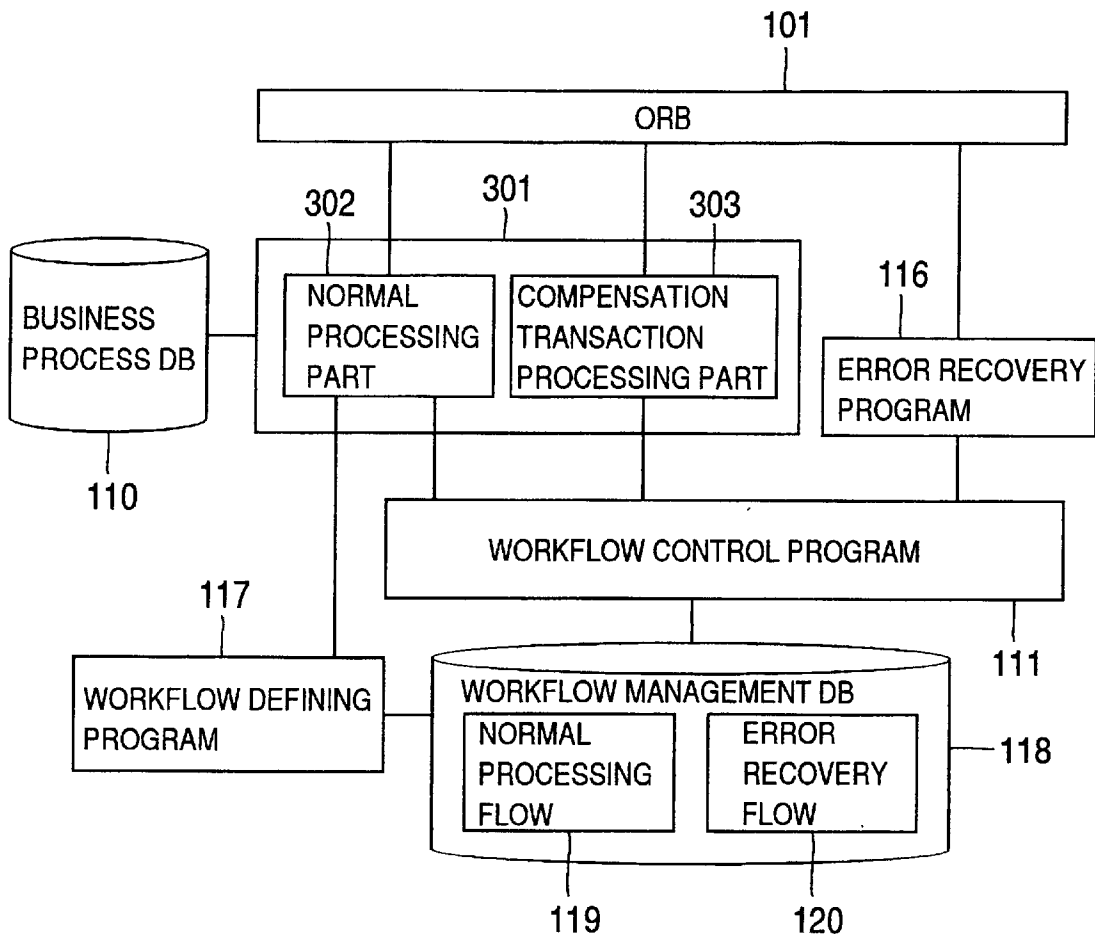 101
ORB
302
301
303
116
BUSINESS
PROCESS DB
NORMAL
PROCESSING
PART
COMPENSATION
TRANSACTION
PROCESSING PART
ERROR RECOVERY
PROGRAM
110
WORKFLOW CONTROL PROGRAM
111
117
WORKFLOW DEFINING
PROGRAM
WORKFLOW MANAGEMENT DB
NORMAL
PROCESSING
FLOW
ERROR
RECOVERY
FLOW
118
119
120